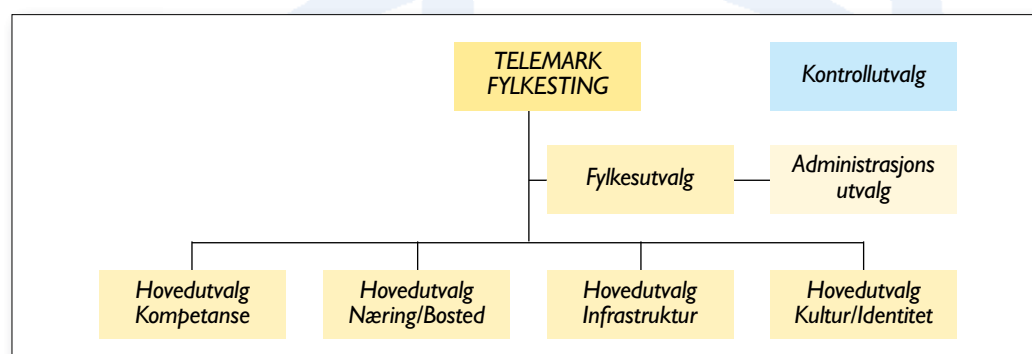 TELEMARK
FYLKESTING
Kontrollutvalg
Fylkesutvalg
Administrasjons
utvalg
Hovedutvalg
Kompetanse
Hovedutvalg
Næring/Bosted
Hovedutvalg
Infrastruktur
Hovedutvalg
Kultur/Identitet